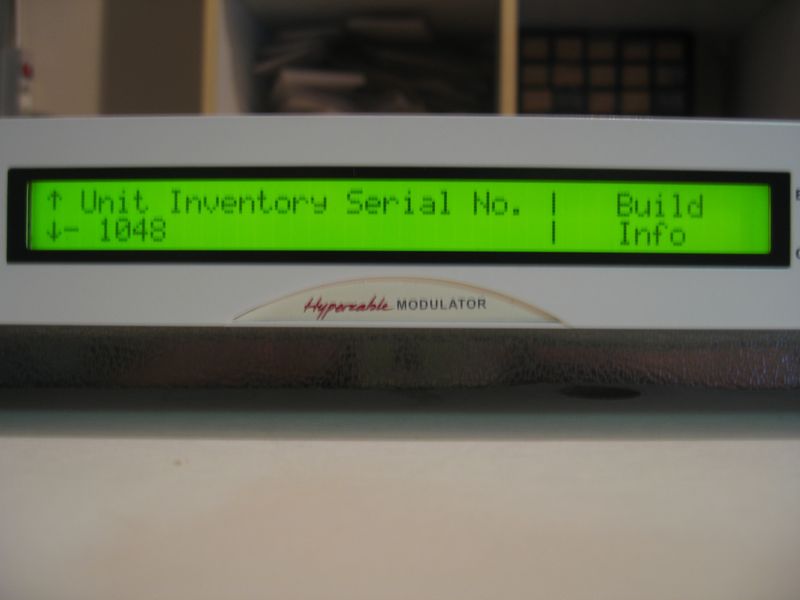 ↑ Unit Inventory Serial No. | Build
↓- 1048 | Info
Hypercable MODULATOR